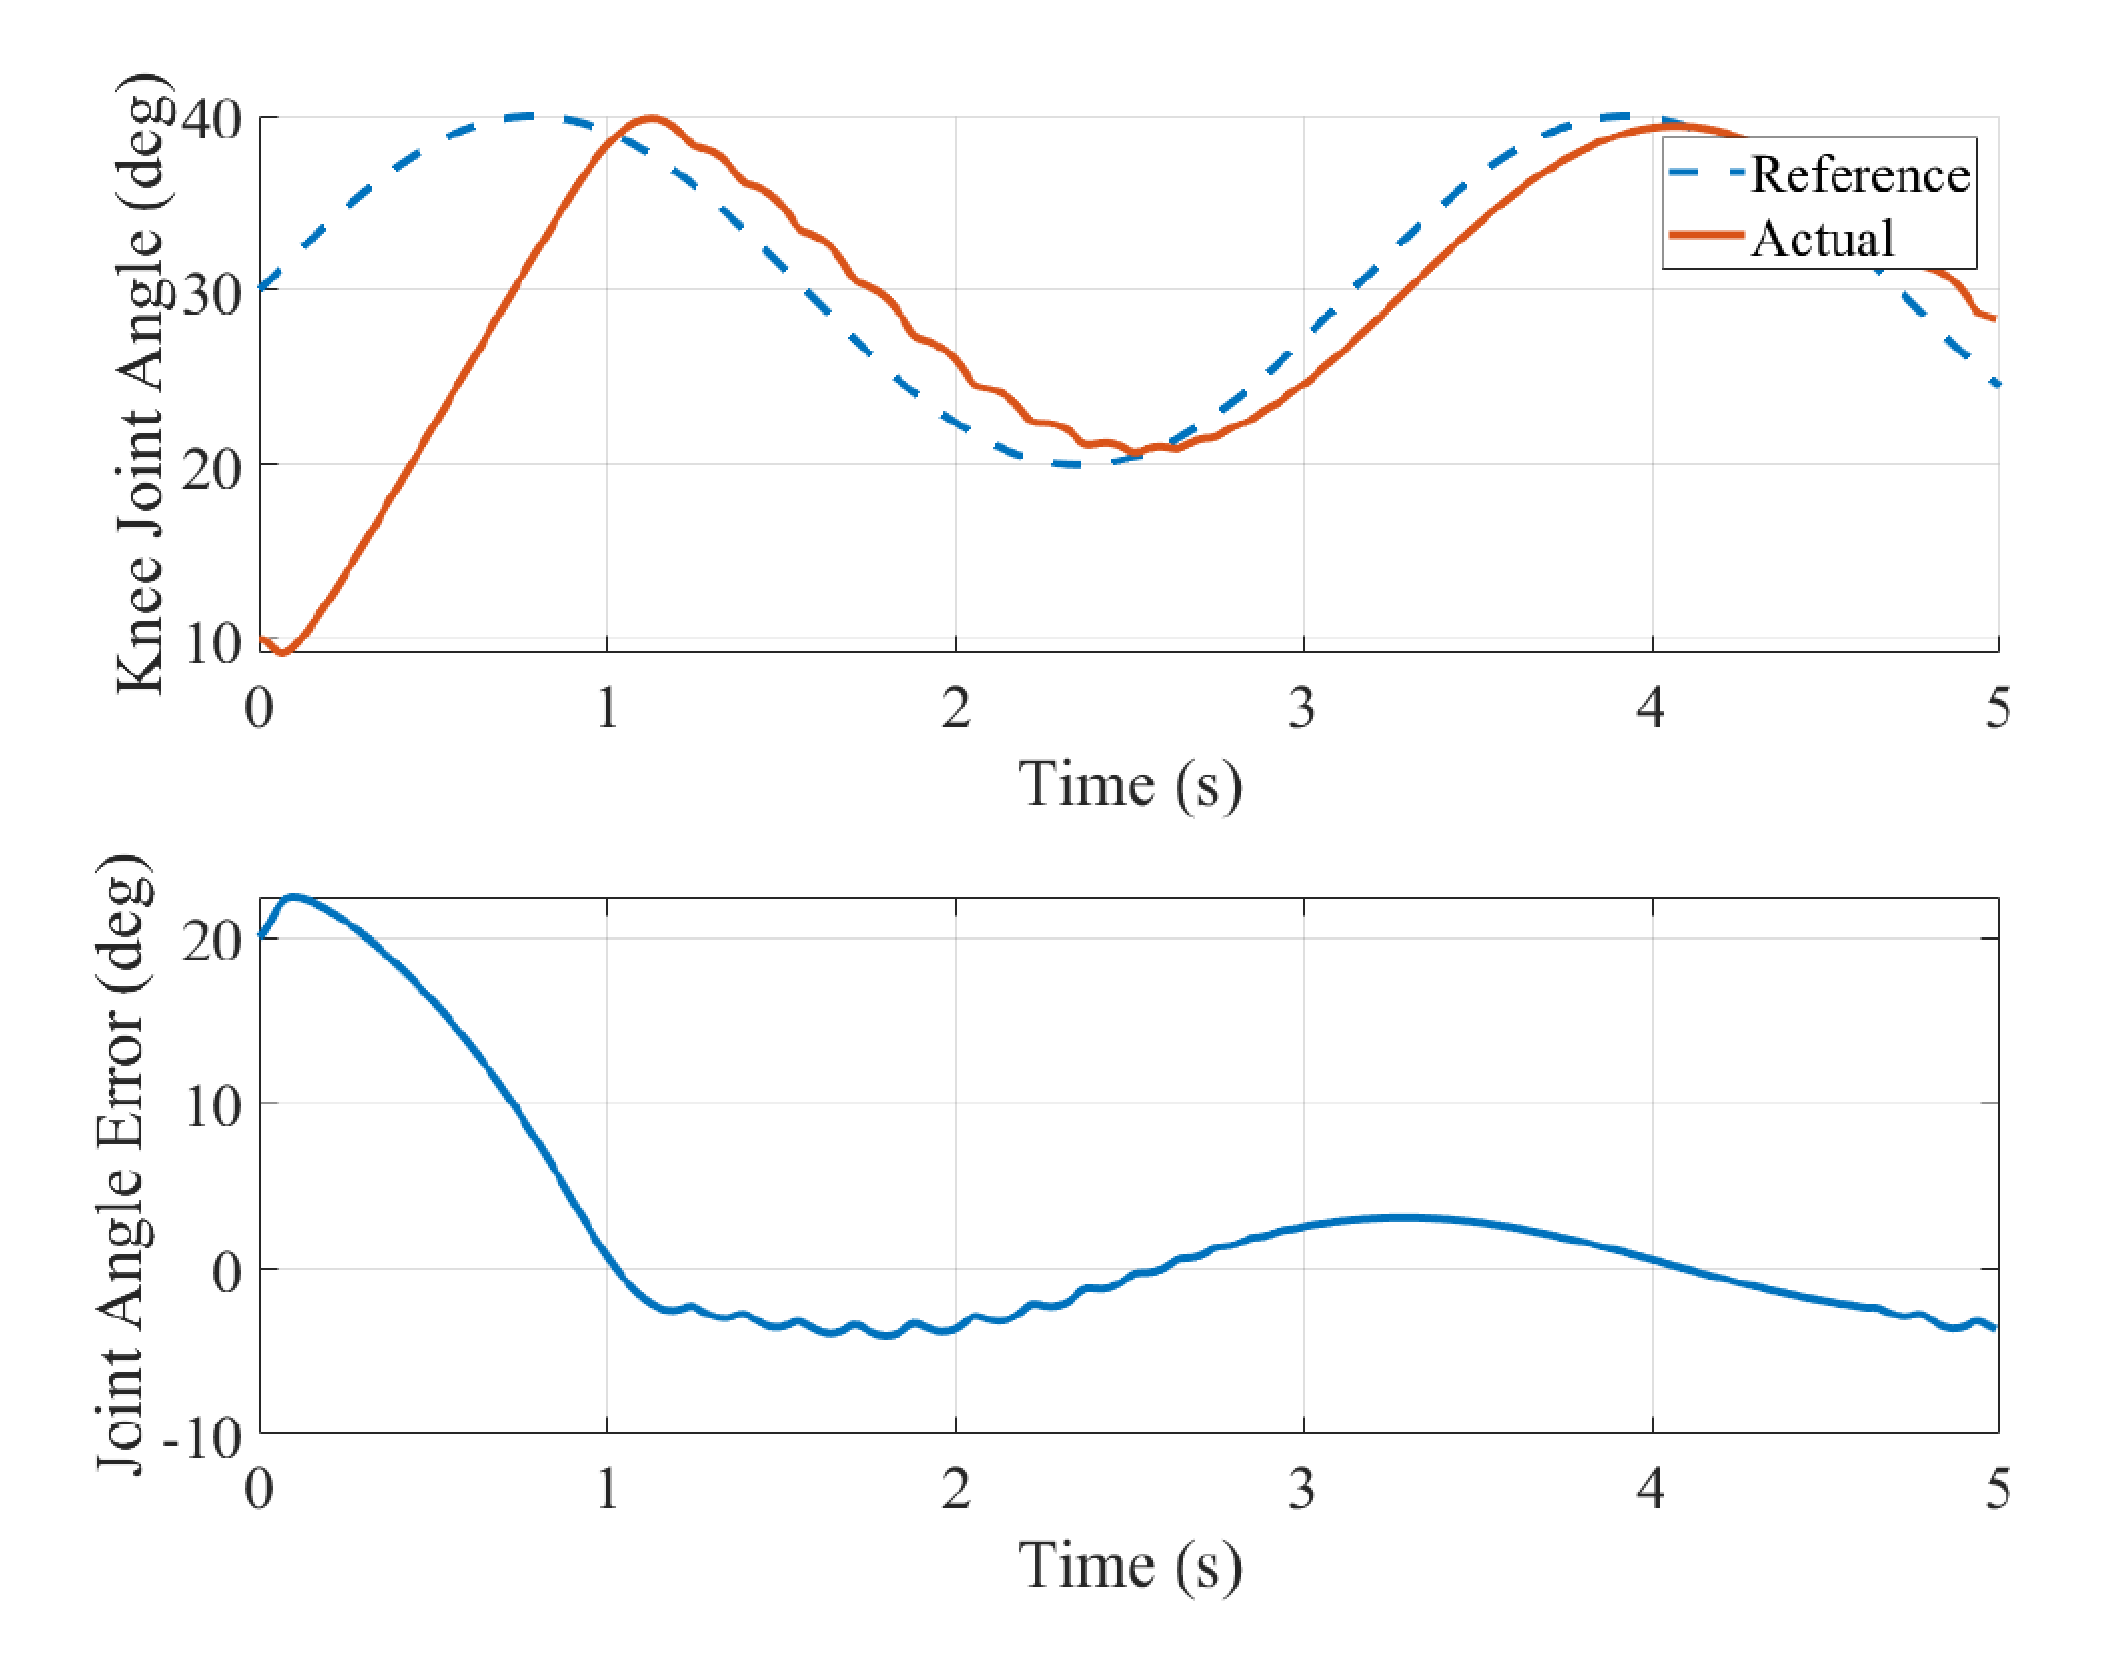 Knee Joint Angle (deg)
40
30
20
10
0 1 2 3 4 5
Time (s)
Reference
Actual
Joint Angle Error (deg)
20
10
0
-10
0 1 2 3 4 5
Time (s)